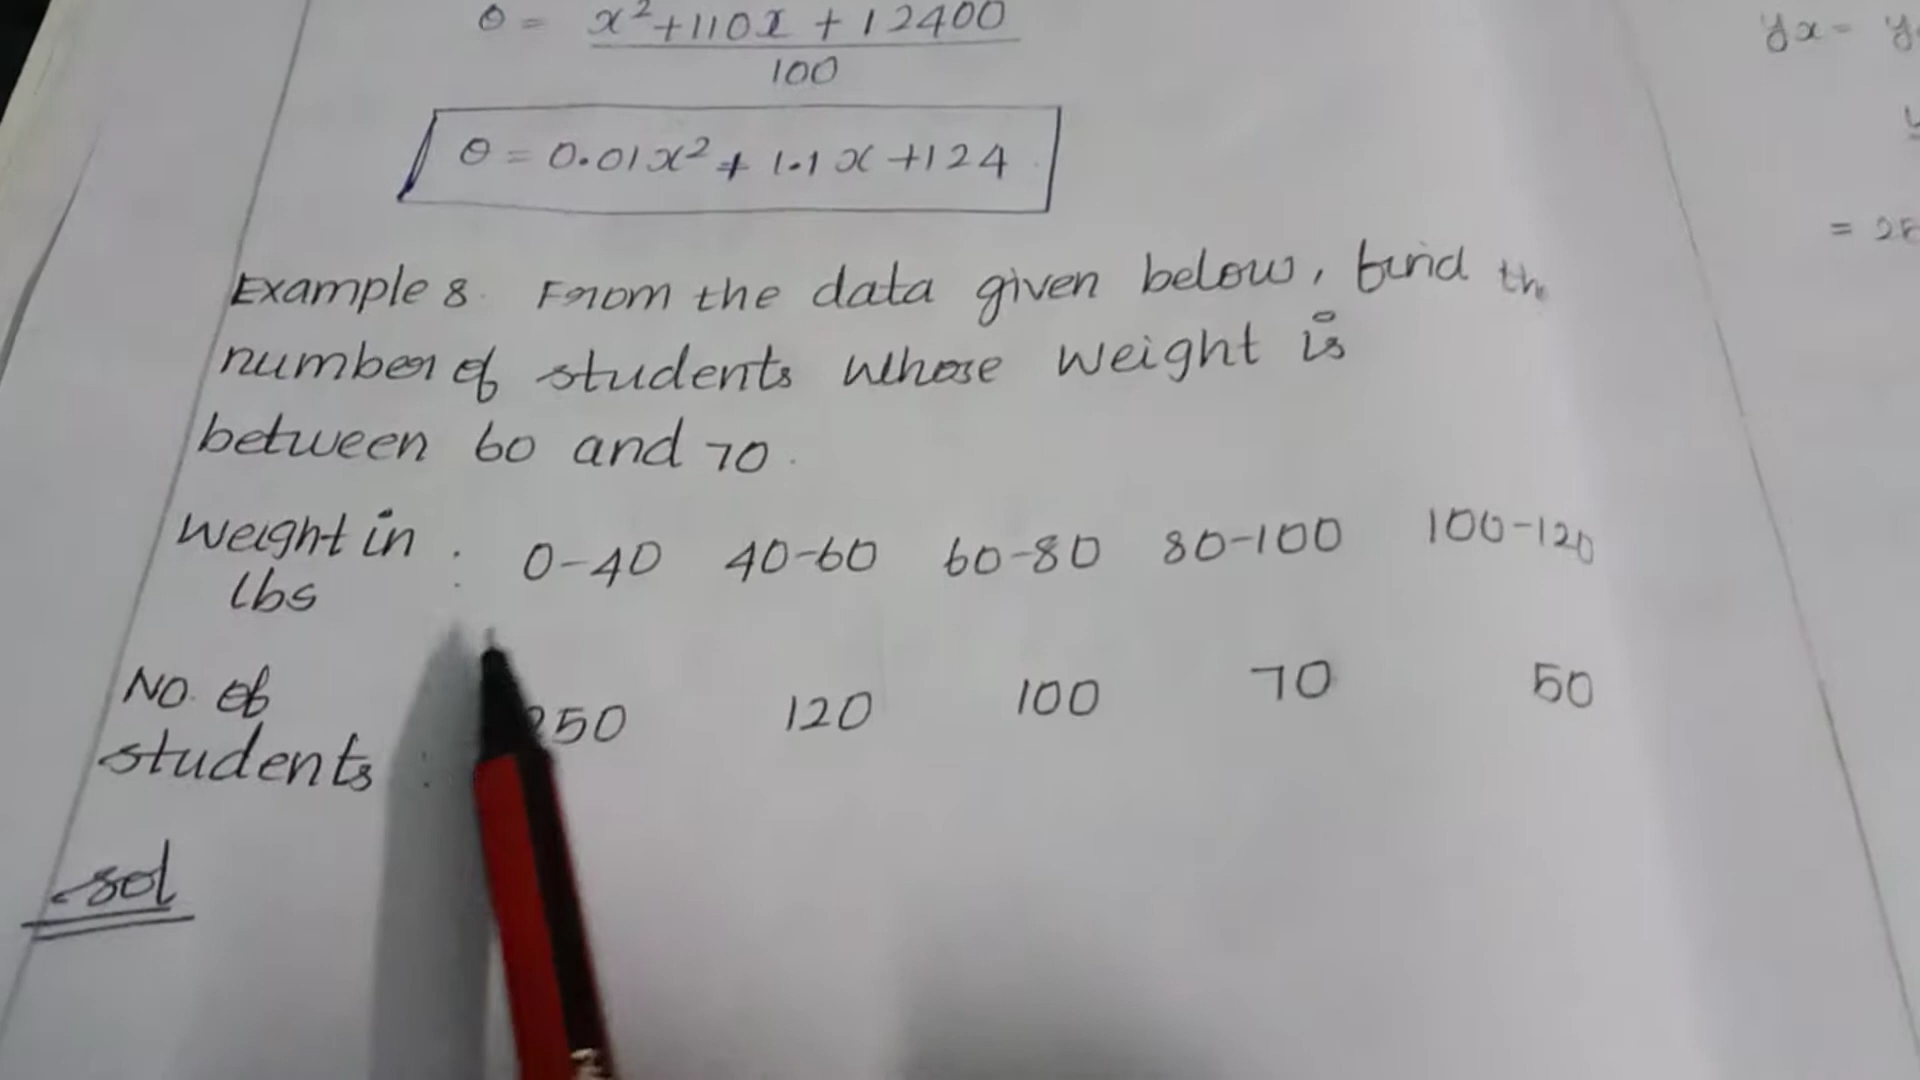 θ = x²+110x+12400
100
θ = 0.01x² + 1.1x+124
Example 8. From the data given below, find the
number of students whose weight is
between 60 and 70.
Weight in : 0-40 40-60 60-80 80-100 100-120
lbs
No. of
students : 250 120 100 70 50
sol
yx -
=